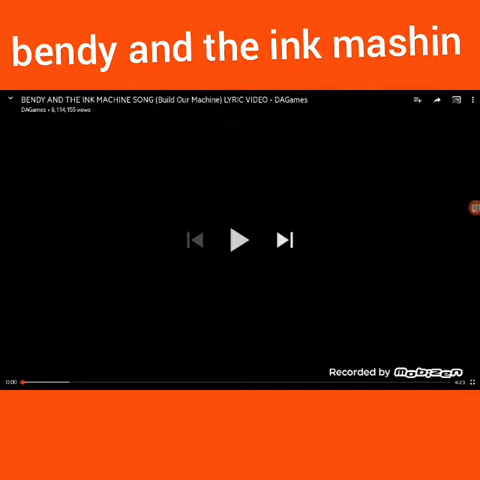 bendy and the ink mashin
BENDY AND THE INK MACHINE SONG (Build Our Machine) LYRIC VIDEO - DAGames
DAGames • 8,114,155 views
Recorded by Mobizen
0:00
4:23